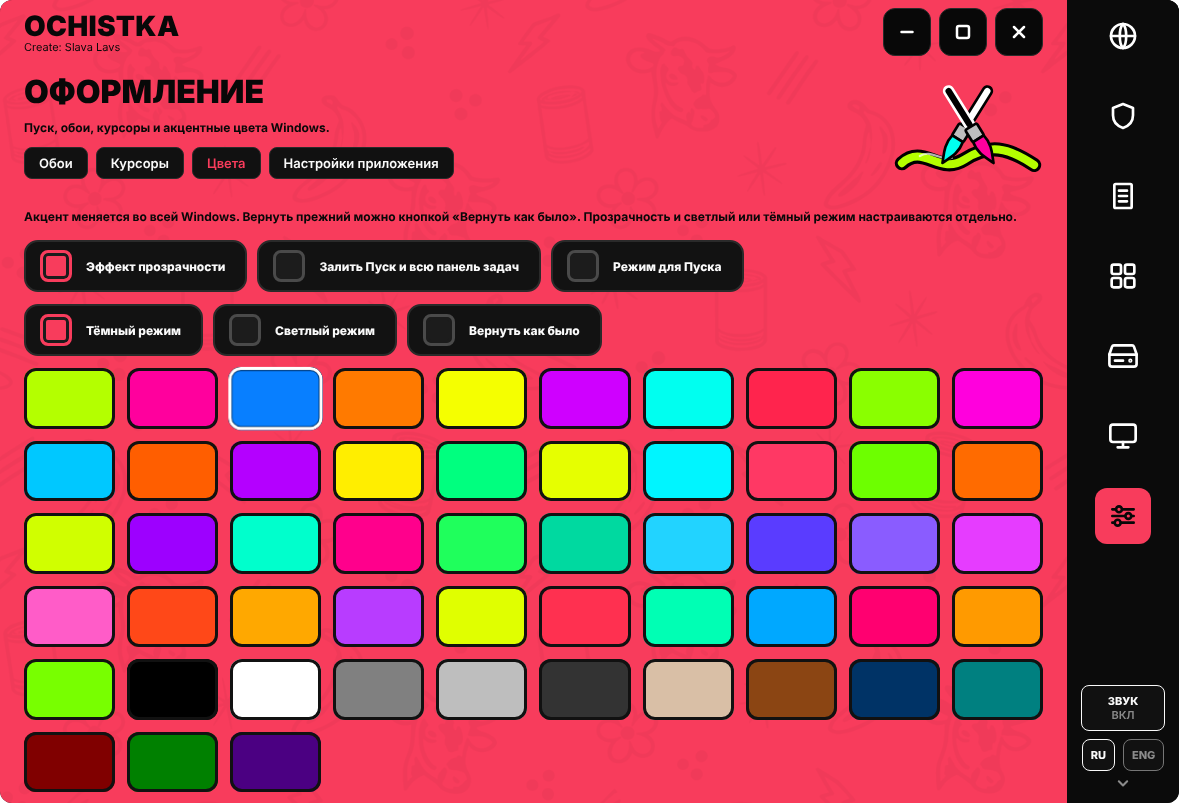 OCHISTKA
Create: Slava Lavs
ОФОРМЛЕНИЕ
Пуск, обои, курсоры и акцентные цвета Windows.
Обои
Курсоры
Цвета
Настройки приложения
Акцент меняется во всей Windows. Вернуть прежний можно кнопкой «Вернуть как было». Прозрачность и светлый или тёмный режим настраиваются отдельно.
Эффект прозрачности
Залить Пуск и всю панель задач
Режим для Пуска
Тёмный режим
Светлый режим
Вернуть как было
ЗВУК
ВКЛ
RU
ENG